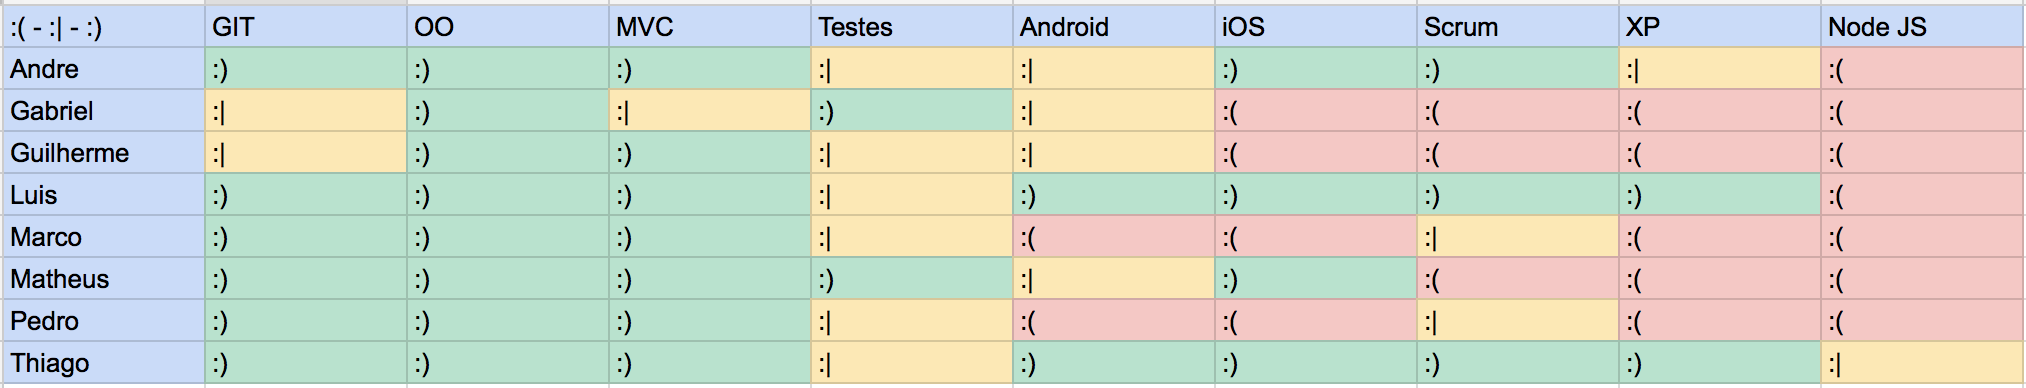 :( - :| - :) GIT OO MVC Testes Android iOS Scrum XP Node JS
Andre :) :) :) :| :| :) :) :| :(
Gabriel :| :) :| :) :| :( :( :( :(
Guilherme :| :) :) :| :| :( :( :( :(
Luis :) :) :) :| :) :) :) :) :(
Marco :) :) :) :| :( :( :| :( :(
Matheus :) :) :) :) :| :) :( :( :(
Pedro :) :) :) :| :( :( :| :( :(
Thiago :) :) :) :| :) :) :) :) :|